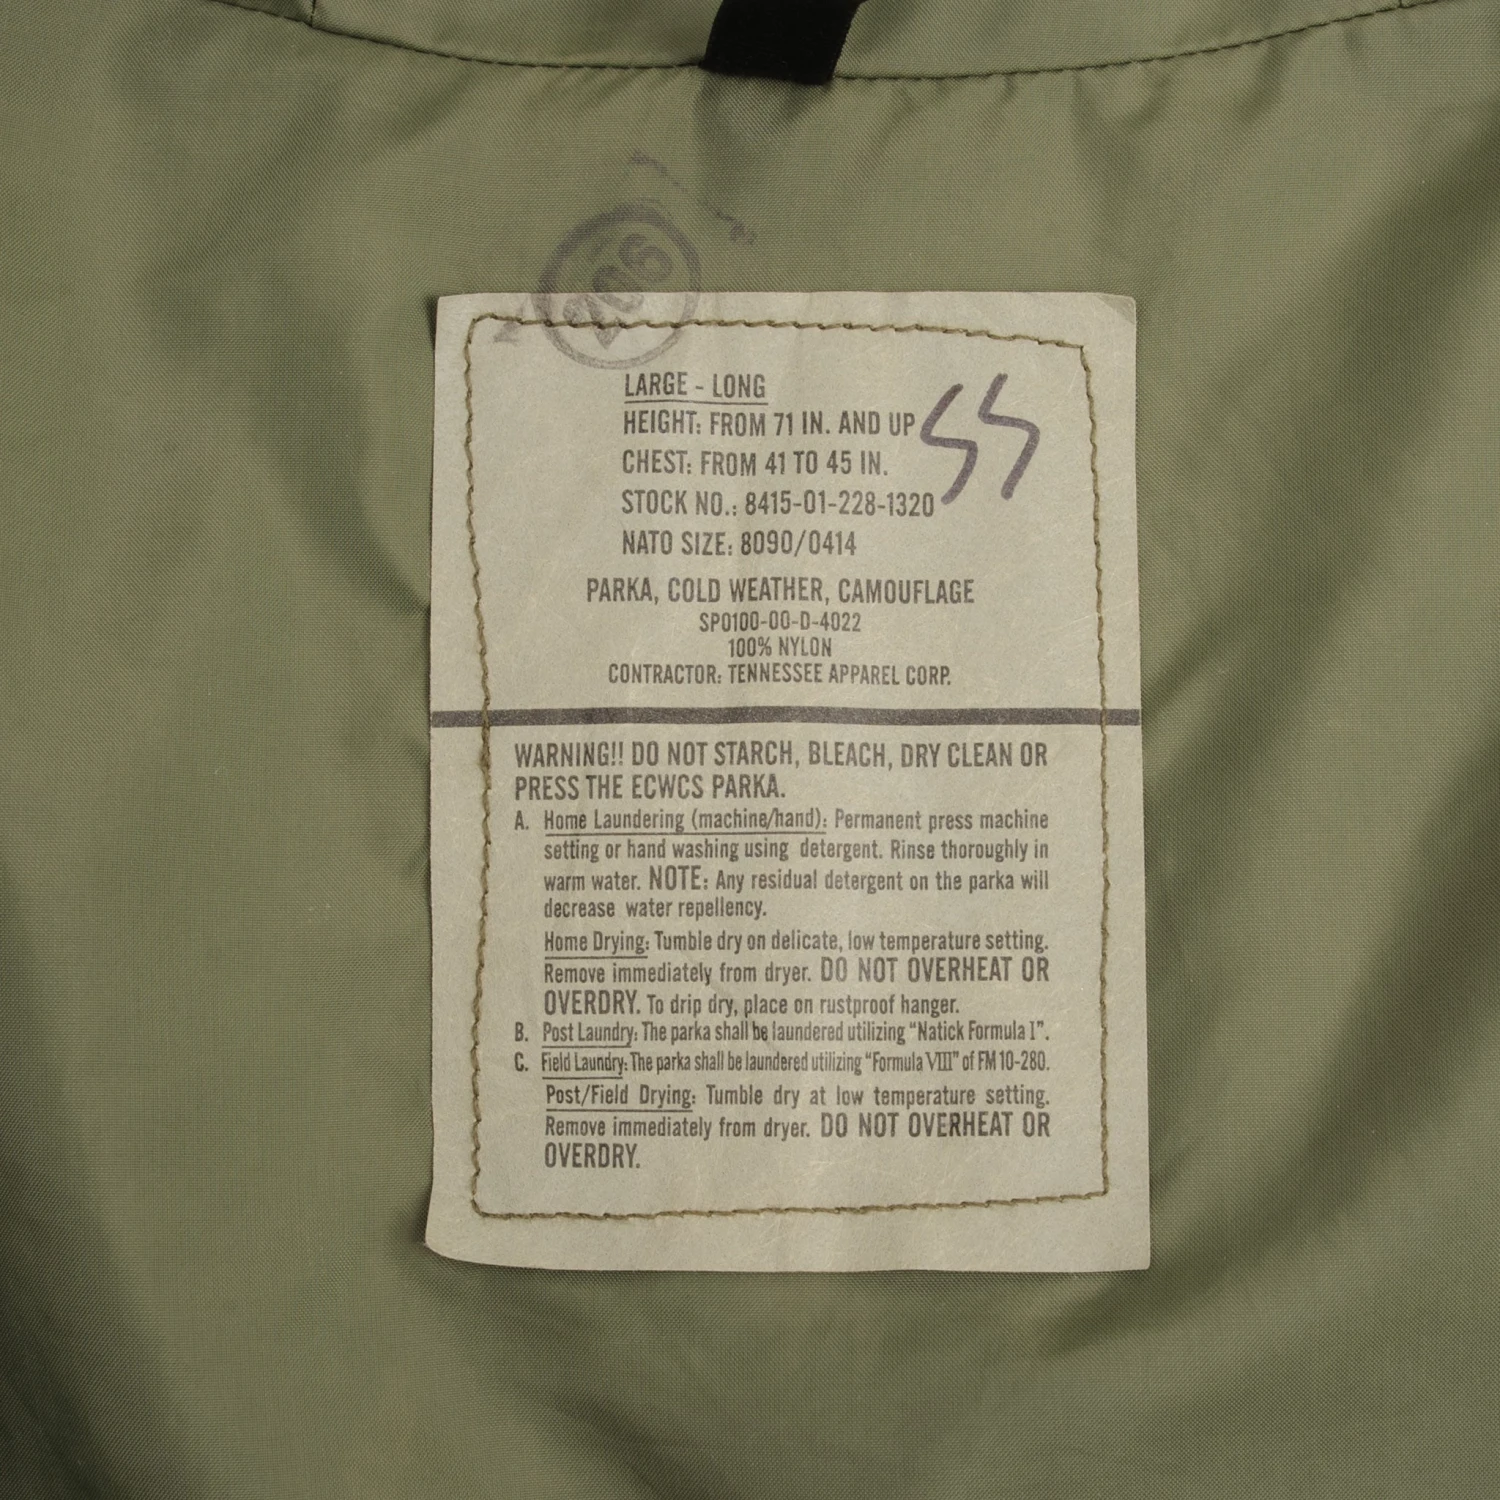 206
LARGE - LONG
HEIGHT: FROM 71 IN. AND UP
CHEST: FROM 41 TO 45 IN.
STOCK NO.: 8415-01-228-1320
NATO SIZE: 8090/0414
PARKA, COLD WEATHER, CAMOUFLAGE
SPO100-00-D-4022
100% NYLON
CONTRACTOR: TENNESSEE APPAREL CORP.
WARNING!! DO NOT STARCH, BLEACH, DRY CLEAN OR
PRESS THE ECWCS PARKA.
A. Home Laundering (machine/hand): Permanent press machine
setting or hand washing using detergent. Rinse thoroughly in
warm water. NOTE: Any residual detergent on the parka will
decrease water repellency.
Home Drying: Tumble dry on delicate, low temperature setting.
Remove immediately from dryer. DO NOT OVERHEAT OR
OVERDRY. To drip dry, place on rustproof hanger.
B. Post Laundry: The parka shall be laundered utilizing "Natick Formula I".
C. Field Laundry: The parka shall be laundered utilizing "Formula VIII" of FM 10-280.
Post/Field Drying: Tumble dry at low temperature setting.
Remove immediately from dryer. DO NOT OVERHEAT OR
OVERDRY.